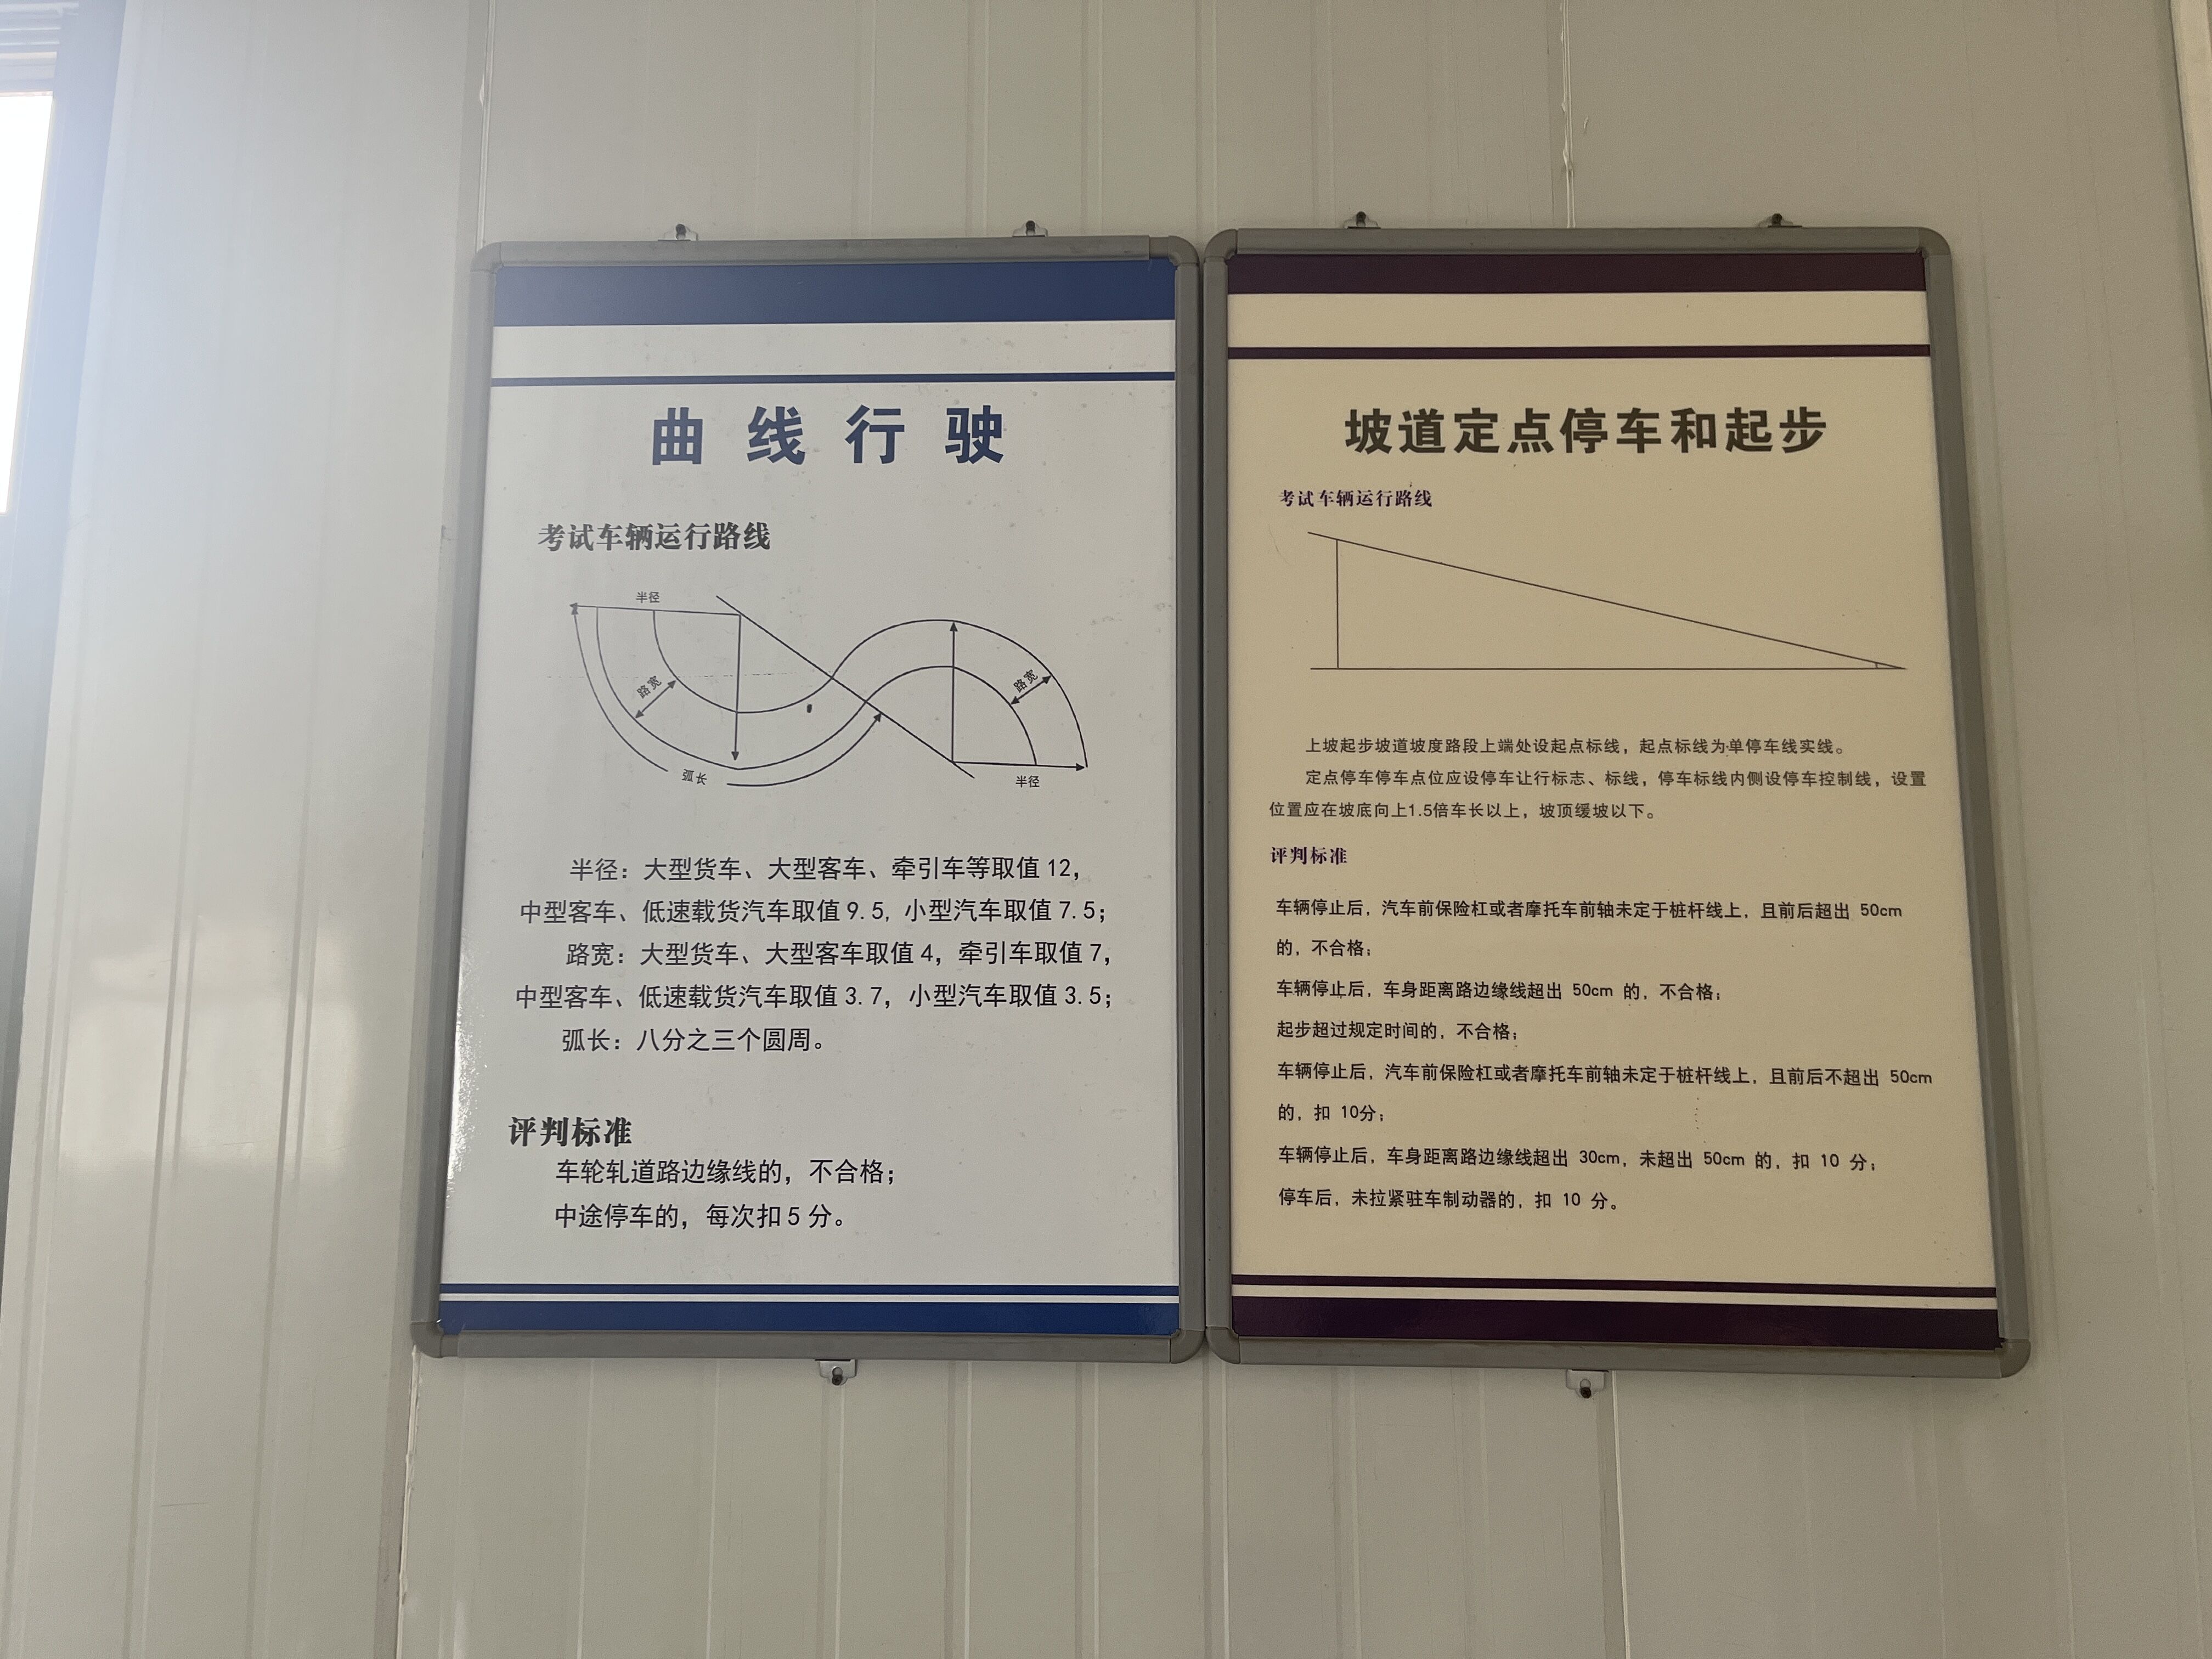 曲线行驶
考试车辆运行路线
半径
路宽
弧长
路宽
半径
半径：大型货车、大型客车、牵引车等取值12，
中型客车、低速载货汽车取值9.5，小型汽车取值7.5；
路宽：大型货车、大型客车取值4，牵引车取值7，
中型客车、低速载货汽车取值3.7，小型汽车取值3.5；
弧长：八分之三个圆周。
评判标准
车轮轧道路边缘线的，不合格；
中途停车的，每次扣5分。
坡道定点停车和起步
考试车辆运行路线
上坡起步坡道坡度路段上端处设起点标线，起点标线为单停车线实线。
定点停车停车点位应设停车让行标志、标线，停车标线内侧设停车控制线，设置
位置应在坡底向上1.5倍车长以上，坡顶缓坡以下。
评判标准
车辆停止后，汽车前保险杠或者摩托车前轴未定于桩杆线上，且前后超出 50cm
的，不合格；
车辆停止后，车身距离路边缘线超出 50cm 的，不合格；
起步超过规定时间的，不合格；
车辆停止后，汽车前保险杠或者摩托车前轴未定于桩杆线上，且前后不超出 50cm
的，扣 10分；
车辆停止后，车身距离路边缘线超出 30cm，未超出 50cm 的，扣 10 分；
停车后，未拉紧驻车制动器的，扣 10 分。